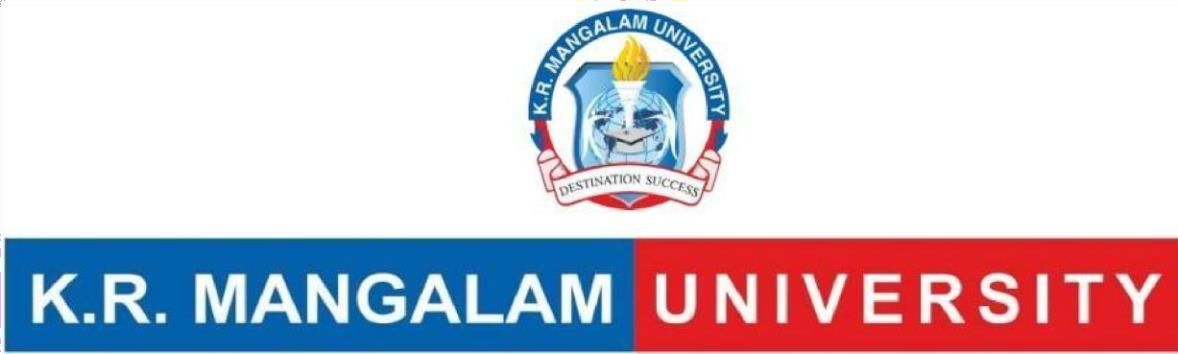 K.R. MANGALAM UNIVERSITY
DESTINATION SUCCESS
K.R. MANGALAM UNIVERSITY